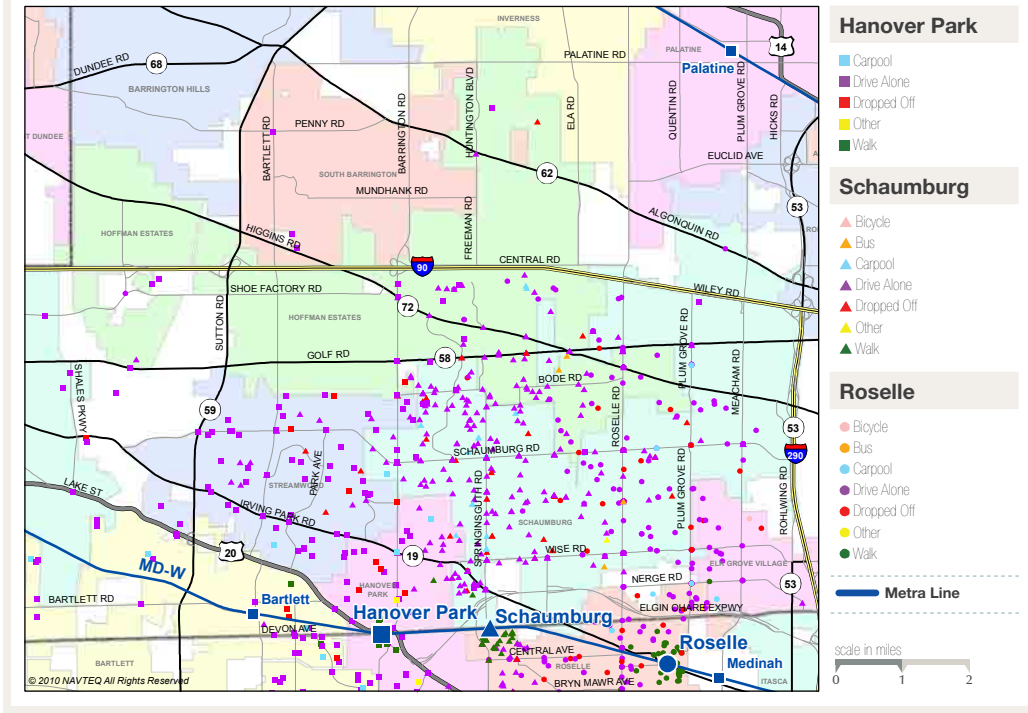 INVERNESS
PALATINE RD
PALATINE
14
Palatine
DUNDEE RD
68
BARRINGTON HILLS
HUNTINGTON BLVD
ELA RD
QUENTIN RD
PLUM GROVE RD
HICKS RD
BARRINGTON RD
BARTLETT RD
PENNY RD
T DUNDEE
EUCLID AVE
A
SOUTH BARRINGTON
62
MUNDHANK RD
53
ALGONQUIN RD
FREEMAN RD
HOFFMAN ESTATES
HIGGINS RD
RO
CENTRAL RD
90
SHOE FACTORY RD
WILEY RD
72
HOFFMAN ESTATES
SUTTON RD
GOLF RD
58
PLUM GROVE RD
MEACHAM RD
SHALES PKWY
BODE RD
59
ROSELLE RD
53
SCHAUMBURG RD
290
PARK AVE
STREAMWO
LAKE ST
SPRINGINSGUTH RD
PLUM GROVE RD
ROHLWING RD
IRVING PARK RD
SCHAUMBURG
20
19
WISE RD
MD-W
ELK GROVE VILLAGE
NERGE RD
53
HANOVER
PARK
BARTLETT RD
Bartlett
ELGIN OHARE EXPWY
Hanover Park
Schaumburg
DEVON AVE
Roselle
CENTRAL AVE
BARTLETT
ROSELLE
Medinah
BRYN MAWR AVE
ITASCA
© 2010 NAVTEQ All Rights Reserved
Hanover Park
Carpool
Drive Alone
Dropped Off
Other
Walk
Schaumburg
Bicycle
Bus
Carpool
Drive Alone
Dropped Off
Other
Walk
Roselle
Bicycle
Bus
Carpool
Drive Alone
Dropped Off
Other
Walk
Metra Line
scale in miles
0 1 2